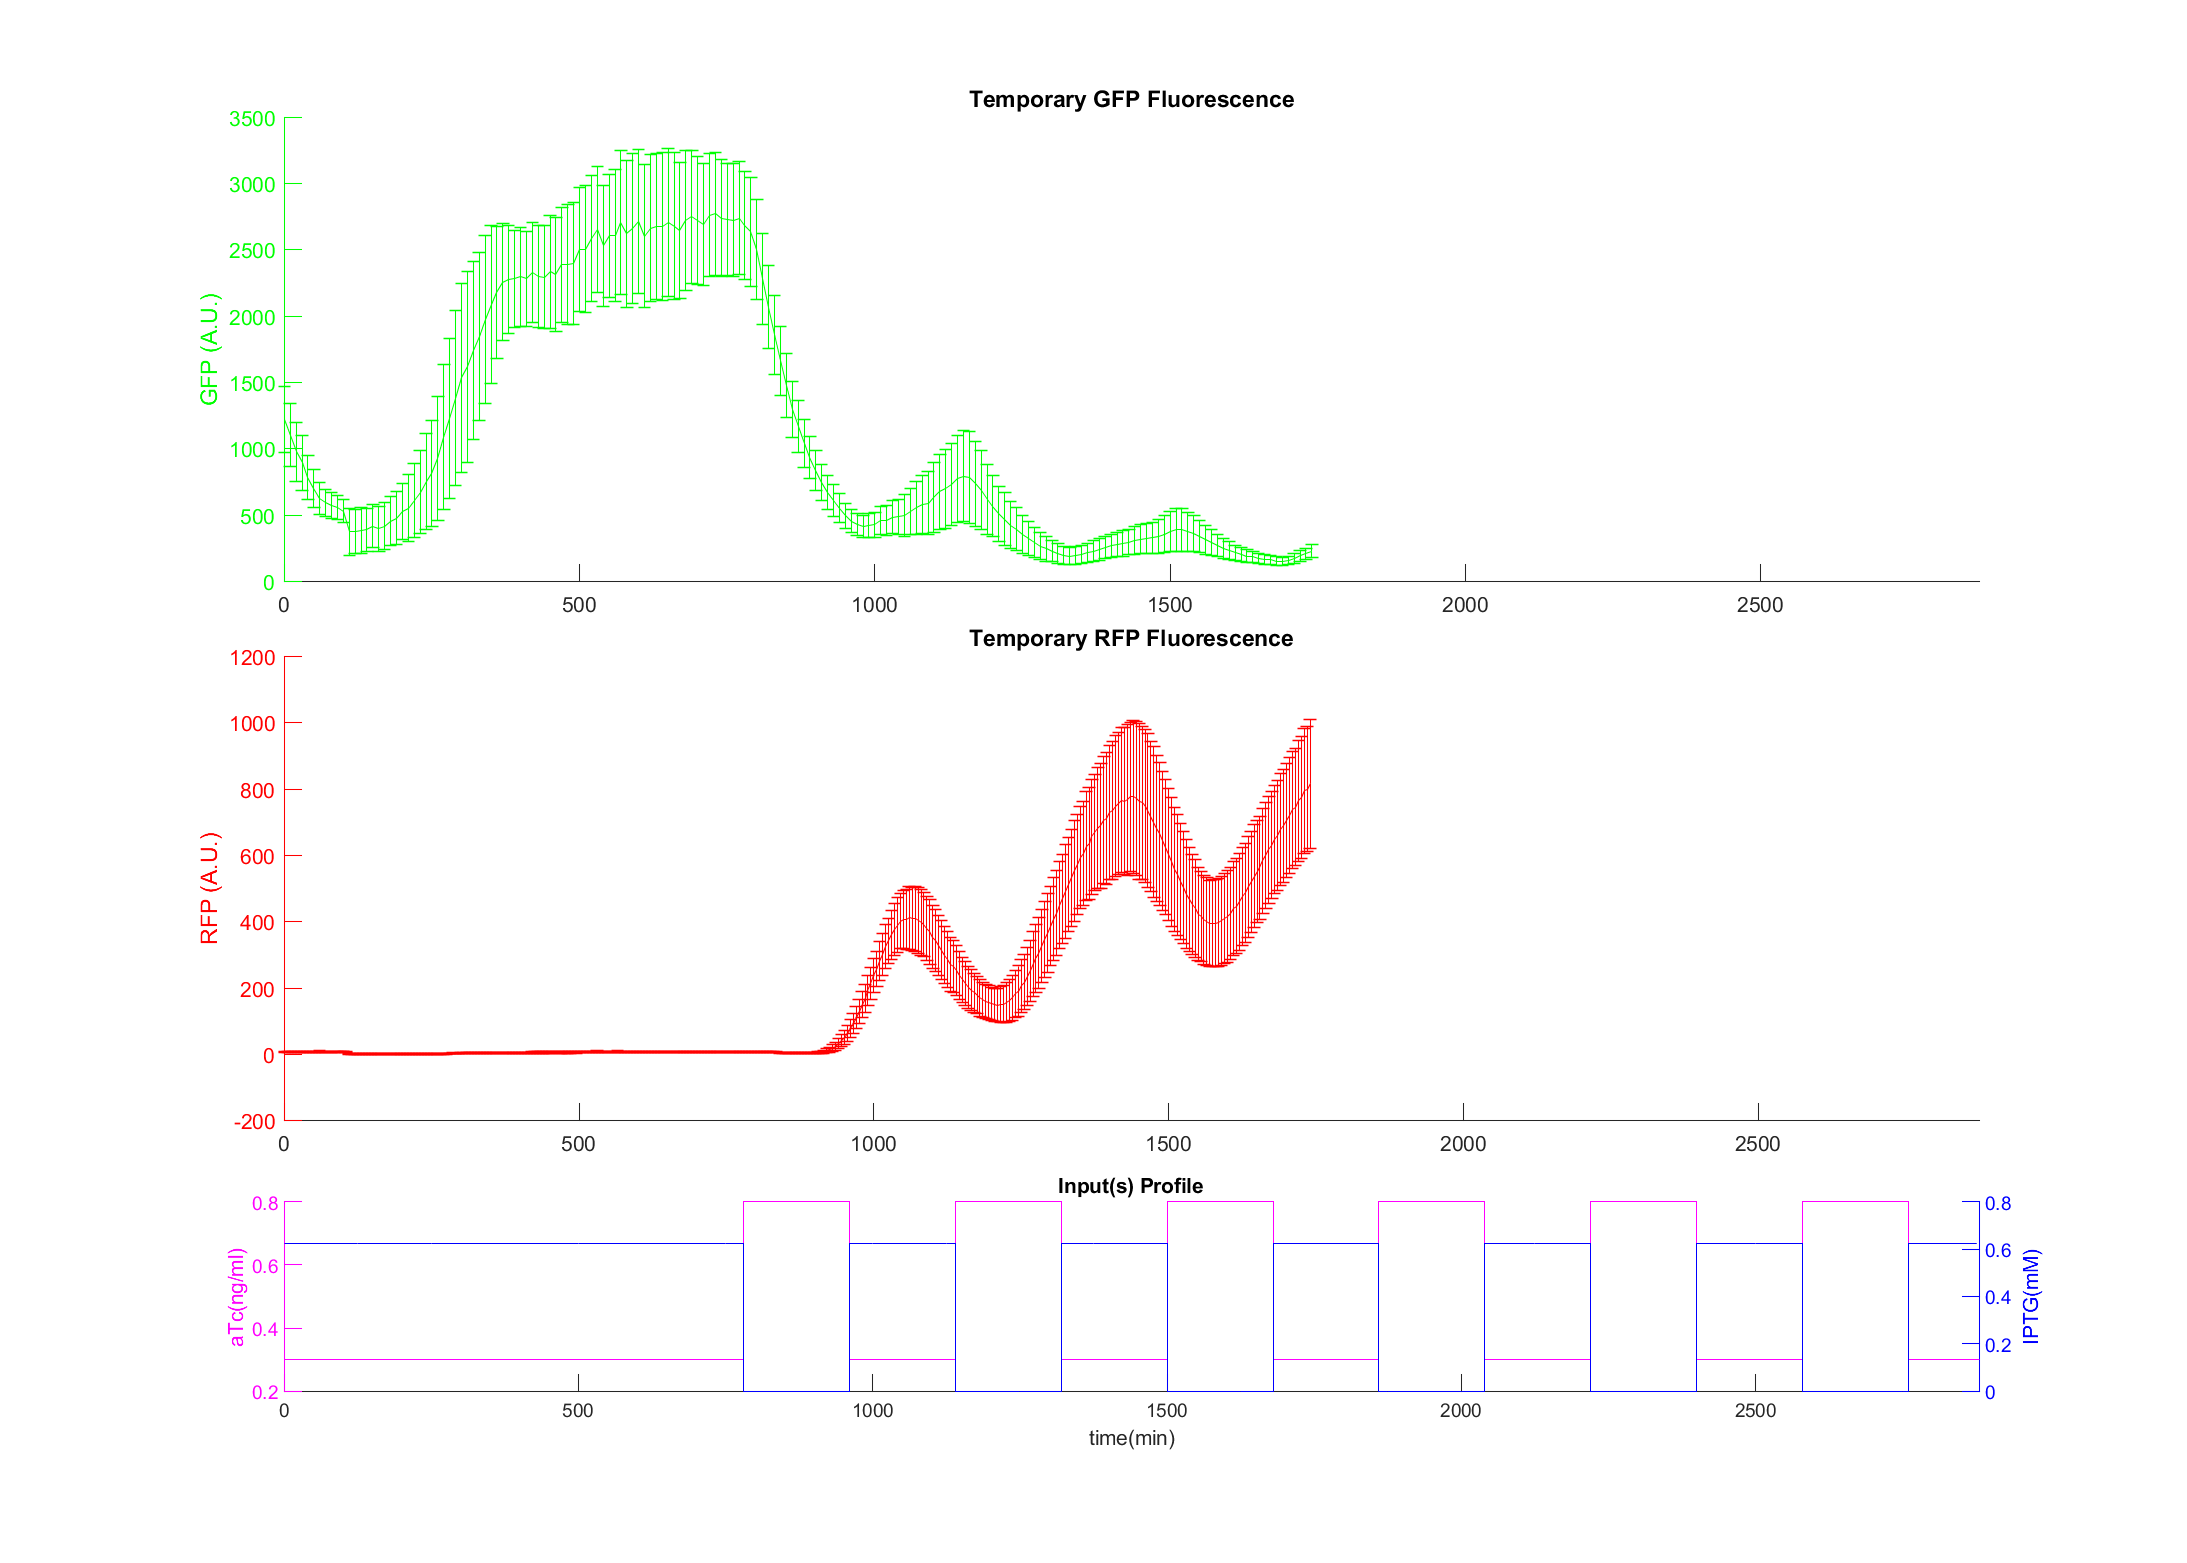 Temporary GFP Fluorescence
3500
3000
2500
2000
1500
1000
500
0
GFP (A.U.)
0 500 1000 1500 2000 2500
Temporary RFP Fluorescence
1200
1000
800
600
400
200
0
-200
RFP (A.U.)
0 500 1000 1500 2000 2500
Input(s) Profile
0.8
0.6
0.4
0.2
aTc(ng/ml)
0.8
0.6
0.4
0.2
0
IPTG(mM)
0 500 1000 1500 2000 2500
time(min)